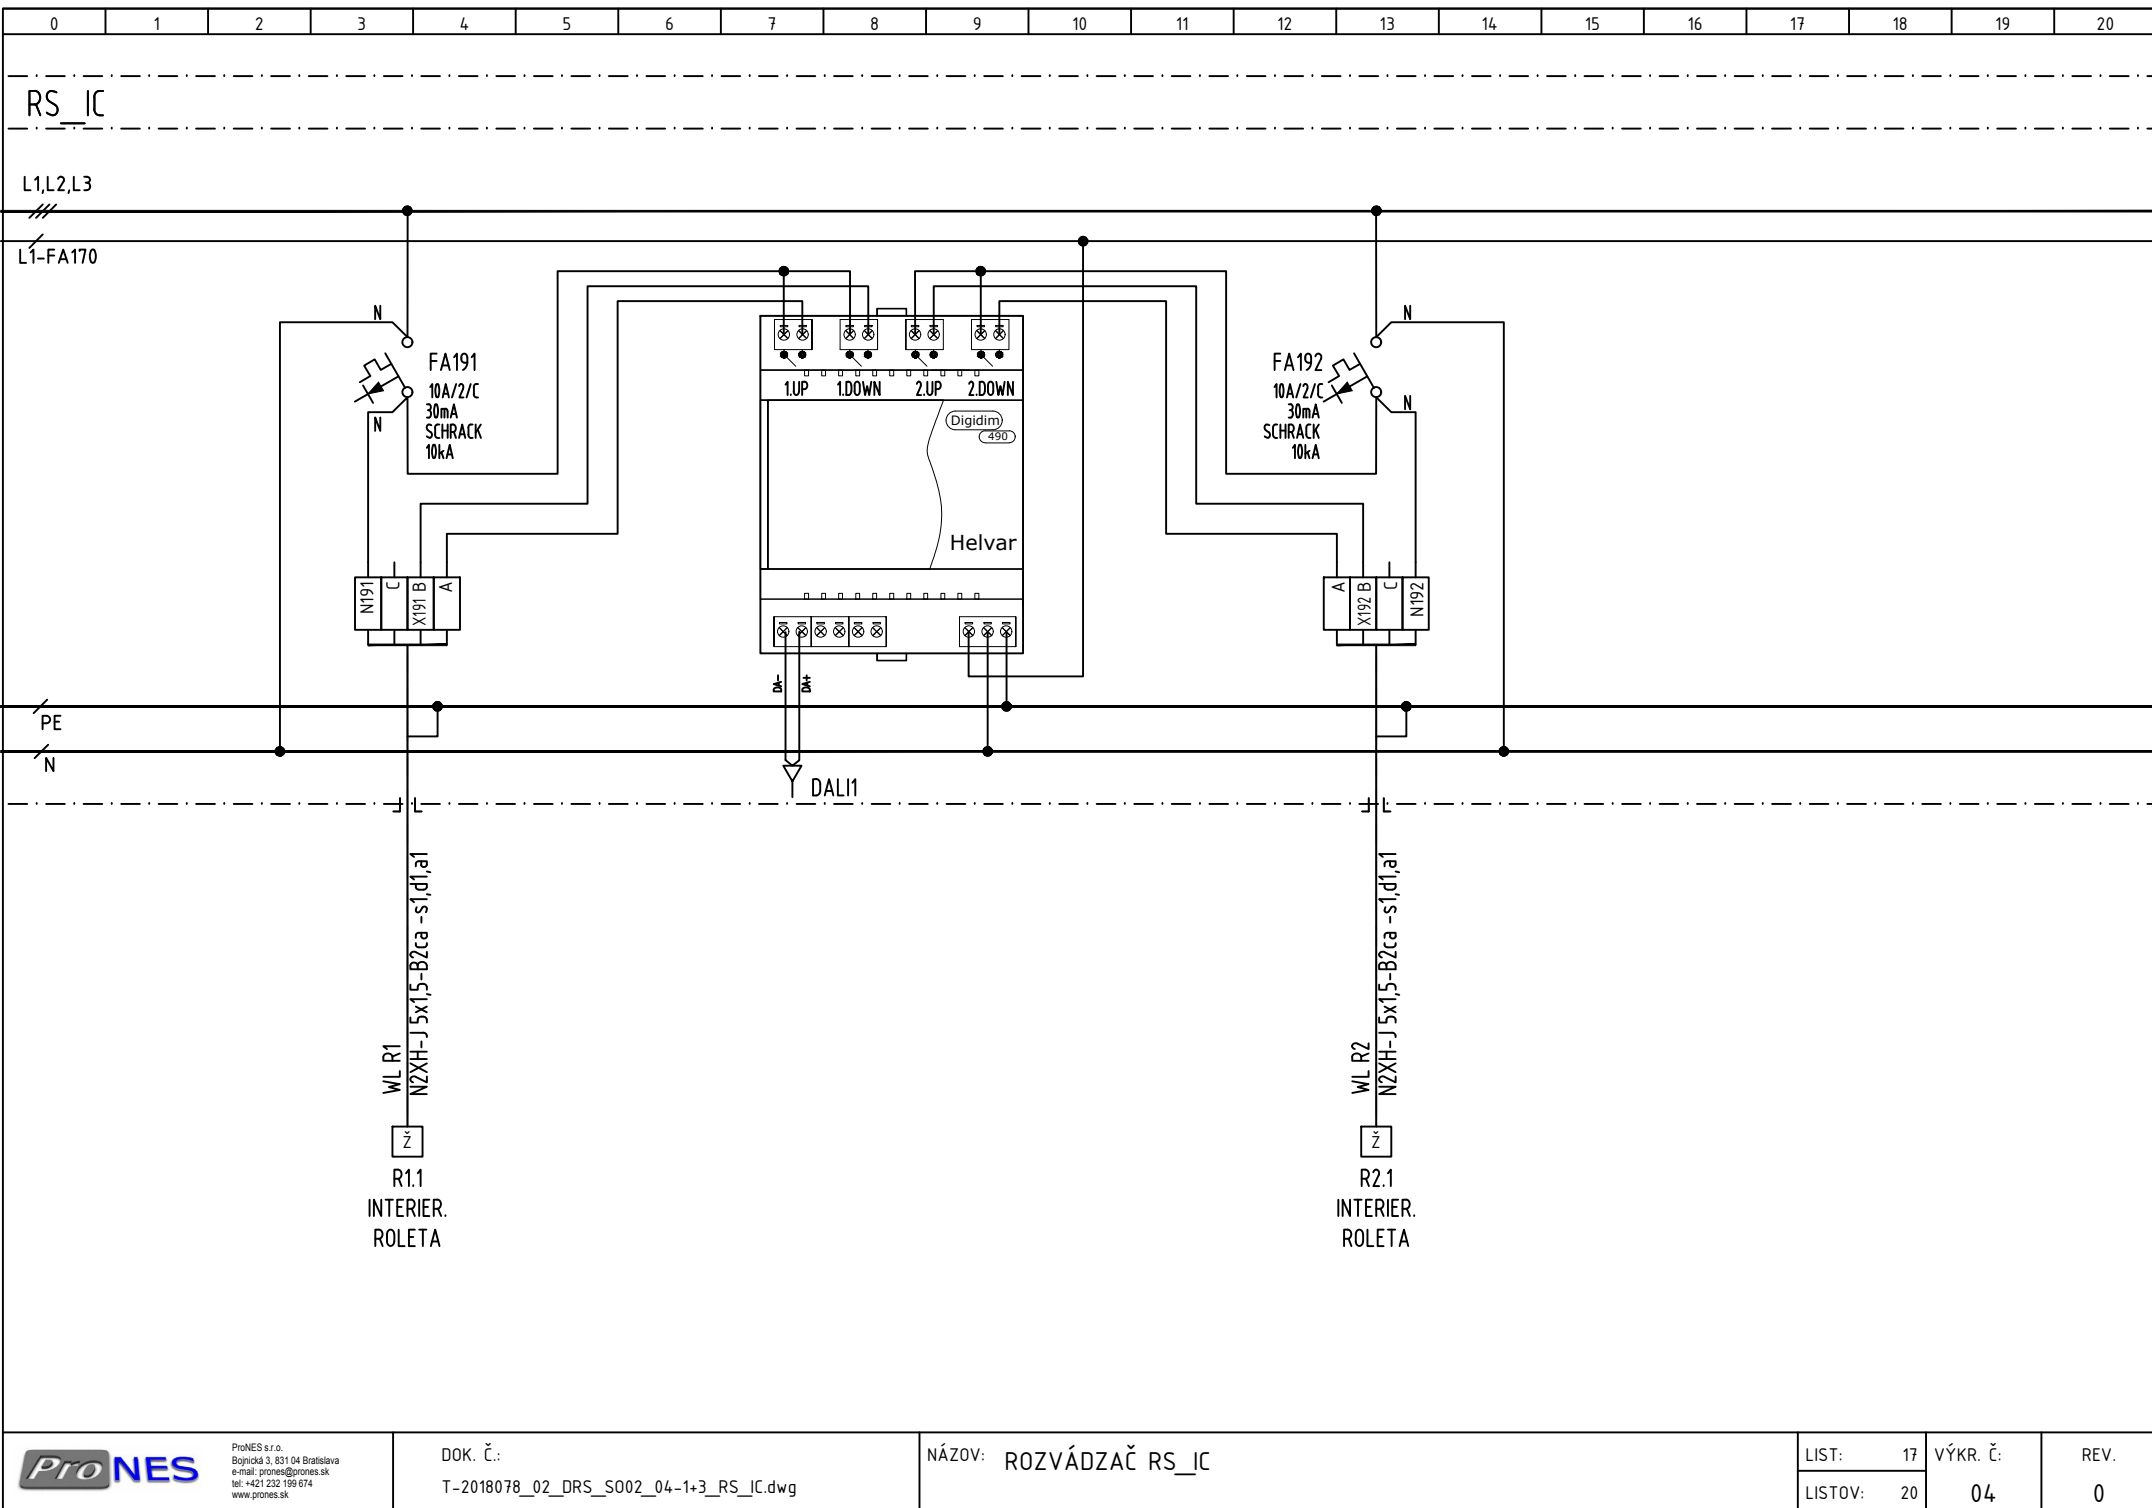 0 1 2 3 4 5 6 7 8 9 10 11 12 13 14 15 16 17 18 19 20
RS_IC
L1,L2,L3
L1-FA170
N
FA191
10A/2/C
30mA
SCHRACK
10kA
N
N
FA192
10A/2/C
30mA
SCHRACK
10kA
N
1.UP 1.DOWN 2.UP 2.DOWN
Digidim
490
Helvar
N191 C X191 B A
A X192 B C N192
DA- DA+
PE
N
DALI1
WL R1
N2XH-J 5x1,5-B2ca -s1,d1,a1
WL R2
N2XH-J 5x1,5-B2ca -s1,d1,a1
Ž
R1.1
INTERIER.
ROLETA
Ž
R2.1
INTERIER.
ROLETA
ProNES
ProNES s.r.o.
Bojnická 3, 831 04 Bratislava
e-mail: prones@prones.sk
tel: +421 232 199 674
www.prones.sk
DOK. Č.:
T-2018078_02_DRS_SO02_04-1+3_RS_IC.dwg
NÁZOV: ROZVÁDZAČ RS_IC
LIST: 17
LISTOV: 20
VÝKR. Č:
04
REV.
0